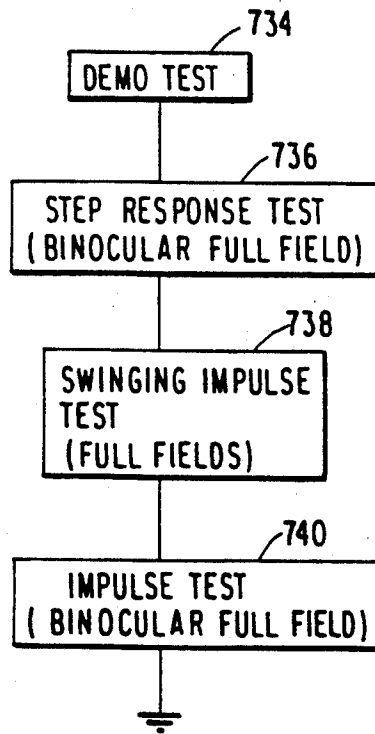 734
DEMO TEST
736
STEP RESPONSE TEST
(BINOCULAR FULL FIELD)
738
SWINGING IMPULSE
TEST
(FULL FIELDS)
740
IMPULSE TEST
(BINOCULAR FULL FIELD)